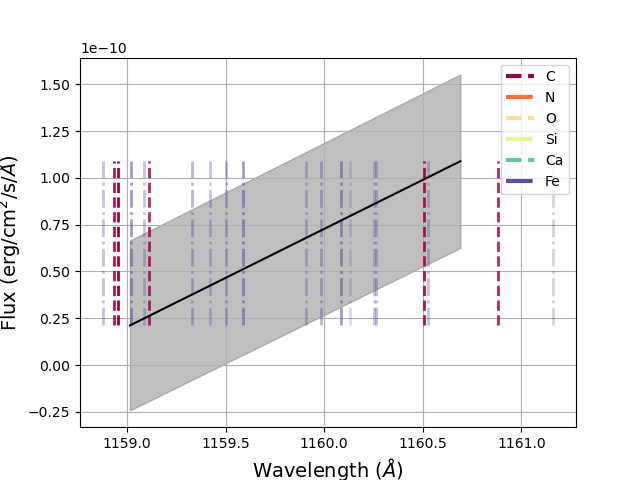 1e−10
1.50
1.25
1.00
0.75
0.50
0.25
0.00
−0.25
Flux (erg/cm²/s/Å)
C
N
O
Si
Ca
Fe
1159.0 1159.5 1160.0 1160.5 1161.0
Wavelength (Å)